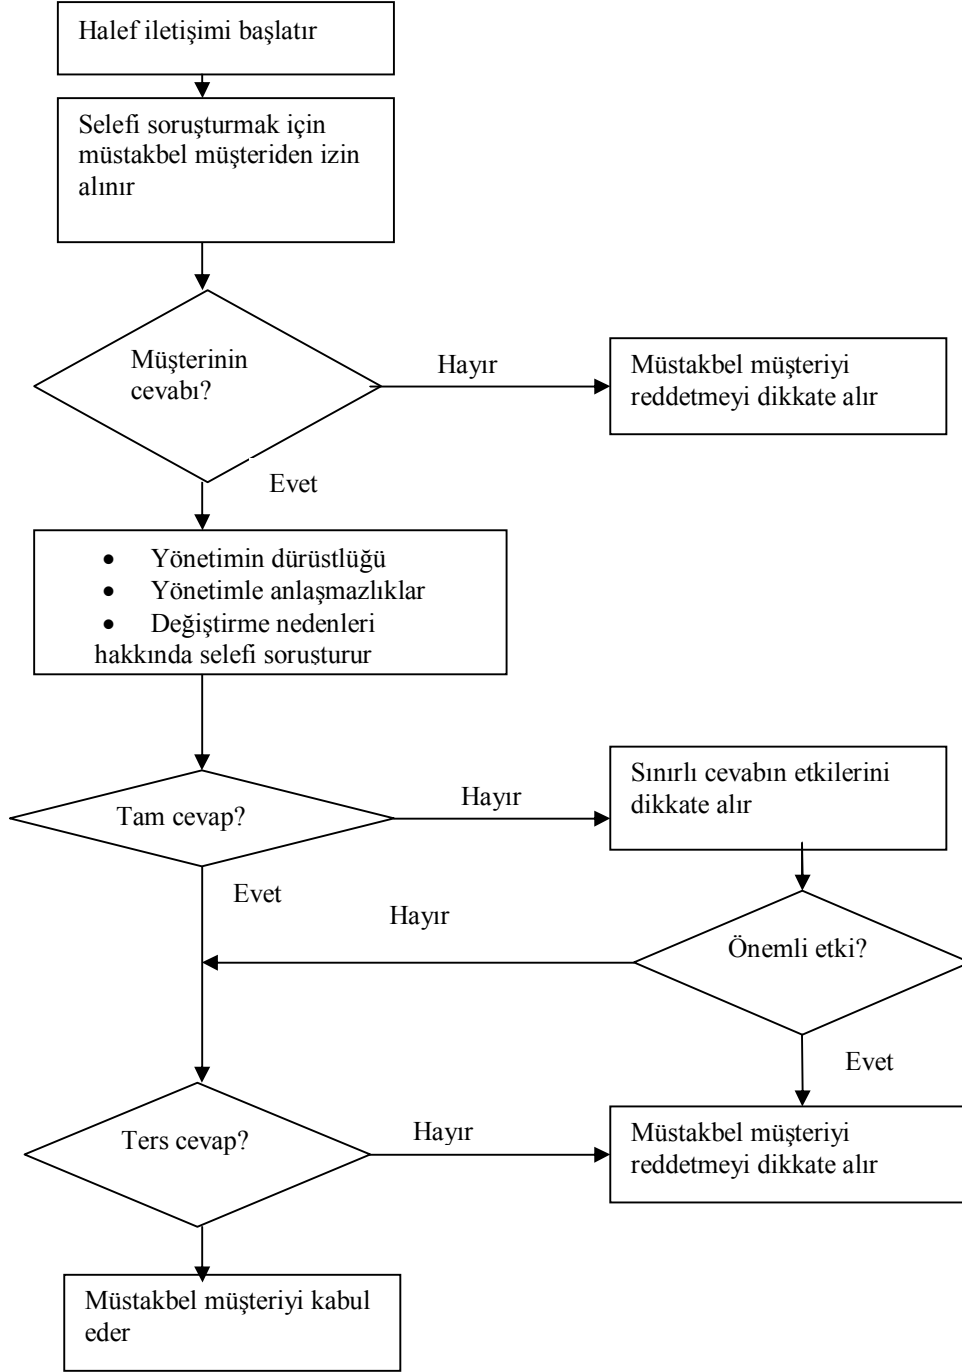 Halef iletişimi başlatır
Selefi soruşturmak için
müstakbel müşteriden izin
alınır
Müşterinin
cevabı?
Hayır
Müstakbel müşteriyi
reddetmeyi dikkate alır
Evet
• Yönetimin dürüstlüğü
• Yönetimle anlaşmazlıklar
• Değiştirme nedenleri
hakkında selefi soruşturur
Tam cevap?
Hayır
Sınırlı cevabın etkilerini
dikkate alır
Evet
Hayır
Önemli etki?
Evet
Ters cevap?
Hayır
Müstakbel müşteriyi
reddetmeyi dikkate alır
Müstakbel müşteriyi kabul
eder